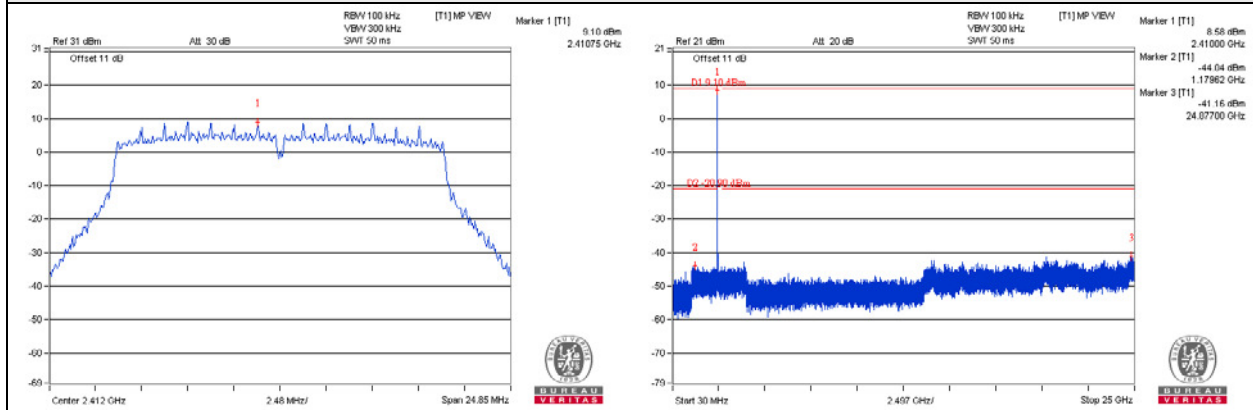 RBW 100 kHz [T1] MP VIEW
VBW 300 kHz
Ref 31 dBm Att 30 dB SWT 50 ms
Marker 1 [T1]
9.10 dBm
2.41075 GHz
31
Offset 11 dB
20
10
0
-10
-20
-30
-40
-50
-60
-69
1
Center 2.412 GHz 2.48 MHz/ Span 24.85 MHz
BUREAU
VERITAS
RBW 100 kHz [T1] MP VIEW
VBW 300 kHz
Ref 21 dBm Att 20 dB SWT 50 ms
Marker 1 [T1]
8.58 dBm
2.41000 GHz
Marker 2 [T1]
-44.04 dBm
1.17962 GHz
Marker 3 [T1]
-41.16 dBm
24.87700 GHz
21
Offset 11 dB
10
0
-10
-20
-30
-40
-50
-60
-70
-79
1
D1 9.10 dBm
D2 -20.90 dBm
2
3
Start 30 MHz 2.497 GHz/ Stop 25 GHz
BUREAU
VERITAS